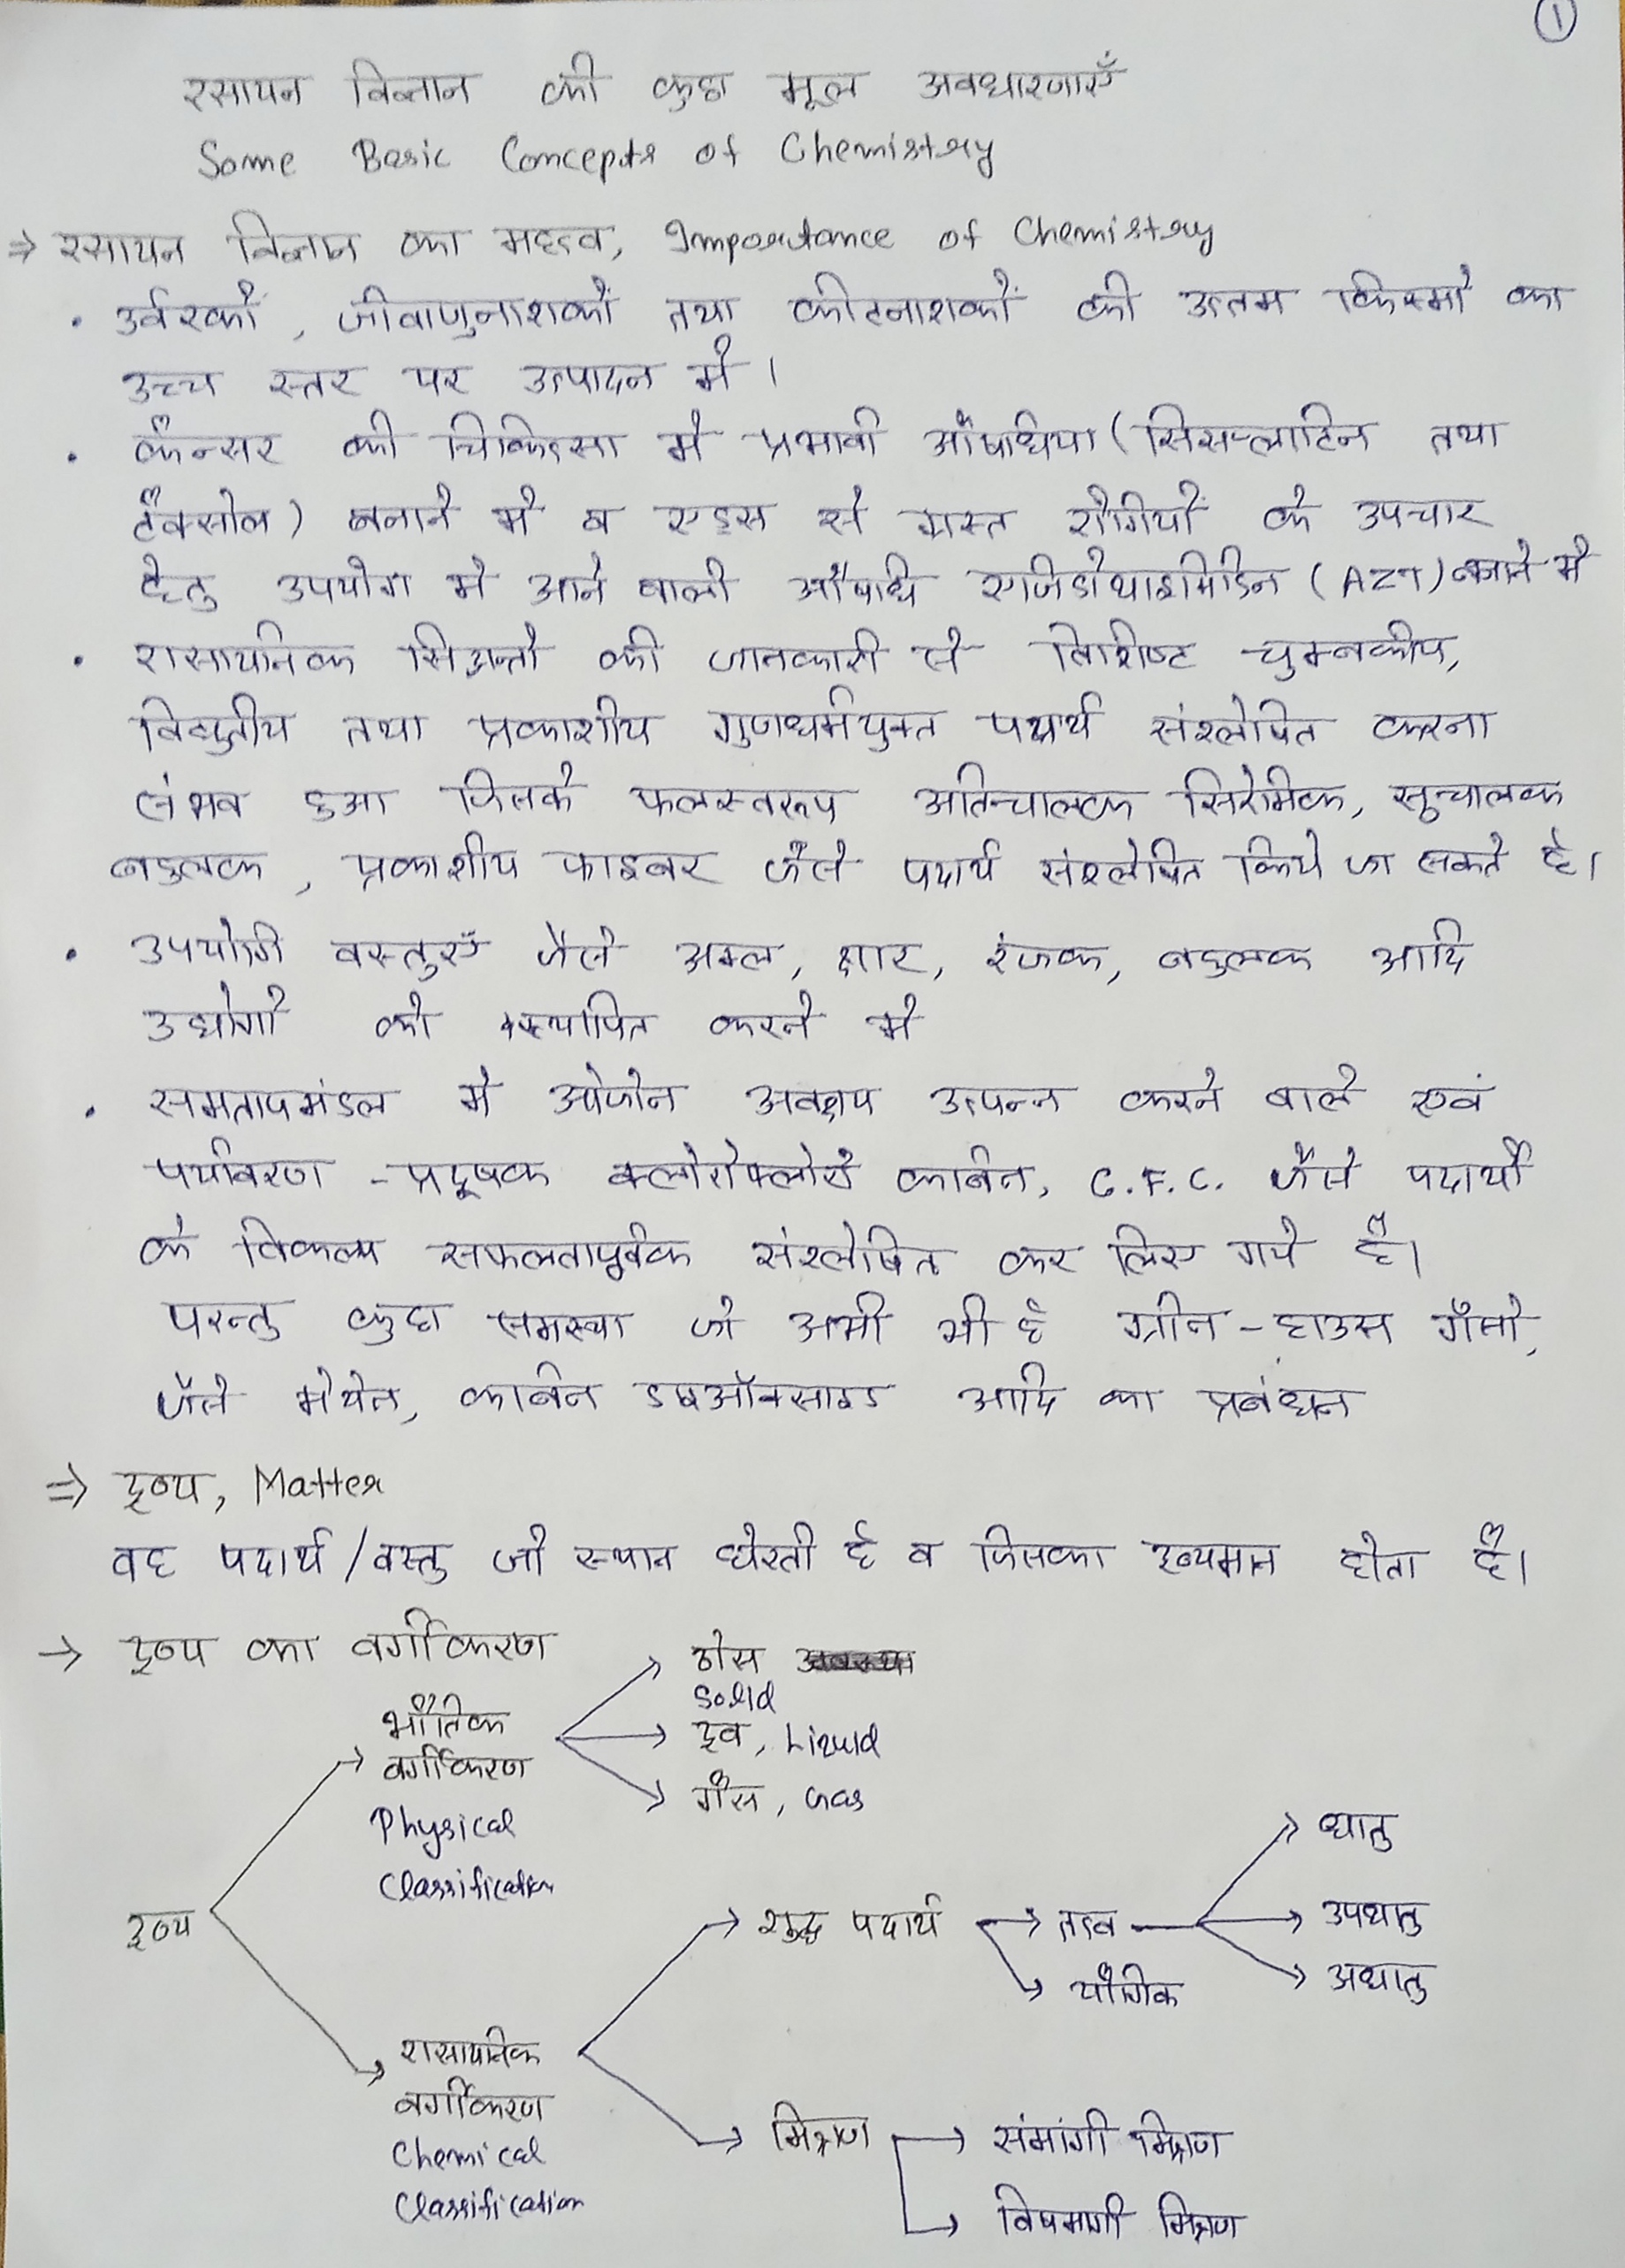 1
रसायन विज्ञान की कुछ मूल अवधारणाएँ
Some Basic Concepts of Chemistry
⇒ रसायन विज्ञान का महत्व, Importance of Chemistry
• उर्वरकों, जीवाणुनाशकों तथा कीटनाशकों की उत्तम किस्मो का
उच्च स्तर पर उत्पादन में।
• कैन्सर की चिकित्सा में प्रभावी औषधिया (सिसप्लाटिन तथा
टैक्सोल) बनाने में व एड्स से ग्रस्त रोगियों के उपचार
हेतु उपयोग मे आने वाली औषधि एजिडोथाइमिडिन (AZT) बनाने में
• रासायनिक सिद्धान्तो की जानकारी से विशिष्ट चुम्बकीय,
विद्युतीय तथा प्रकाशीय गुणधर्मयुक्त पदार्थ संश्लेषित करना
संभव हुआ जिसके फलस्वरूप अतिचालक सिरेमिक, सुचालक
बहुलक, प्रकाशीय फाइबर जैसे पदार्थ संश्लेषित किये जा सकते है।
• उपयोगी वस्तुएँ जैसे अम्ल, क्षार, रंजक, बहुलक आदि
उद्योगो को स्थापित करने मे
• समतापमंडल मे ओजोन अवक्षय उत्पन्न करने वाले एवं
पर्यावरण - प्रदूषक क्लोरोफ्लोरो कार्बन, C.F.C. जैसे पदार्थों
के विकल्प सफलतापूर्वक संश्लेषित कर लिए गये हैं।
परन्तु कुछ समस्या जो अभी भी है ग्रीन - हाउस गैसो,
जैसे मेथेन, कार्बन डाइऑक्साइड आदि का प्रबंधन
⇒ द्रव्य, Matter
वह पदार्थ / वस्तु जो स्थान घेरती है व जिसका द्रव्यमान होता है।
→ द्रव्य का वर्गीकरण
ठोस
Solid
भौतिक
द्रव, Liquid
वर्गीकरण
गैस, Gas
Physical
Classification
धातु
द्रव्य
शुद्ध पदार्थ
तत्व
उपधातु
यौगिक
अधातु
रासायनिक
वर्गीकरण
Chemical
Classification
मिश्रण
संमांगी मिश्रण
विषमांगी मिश्रण